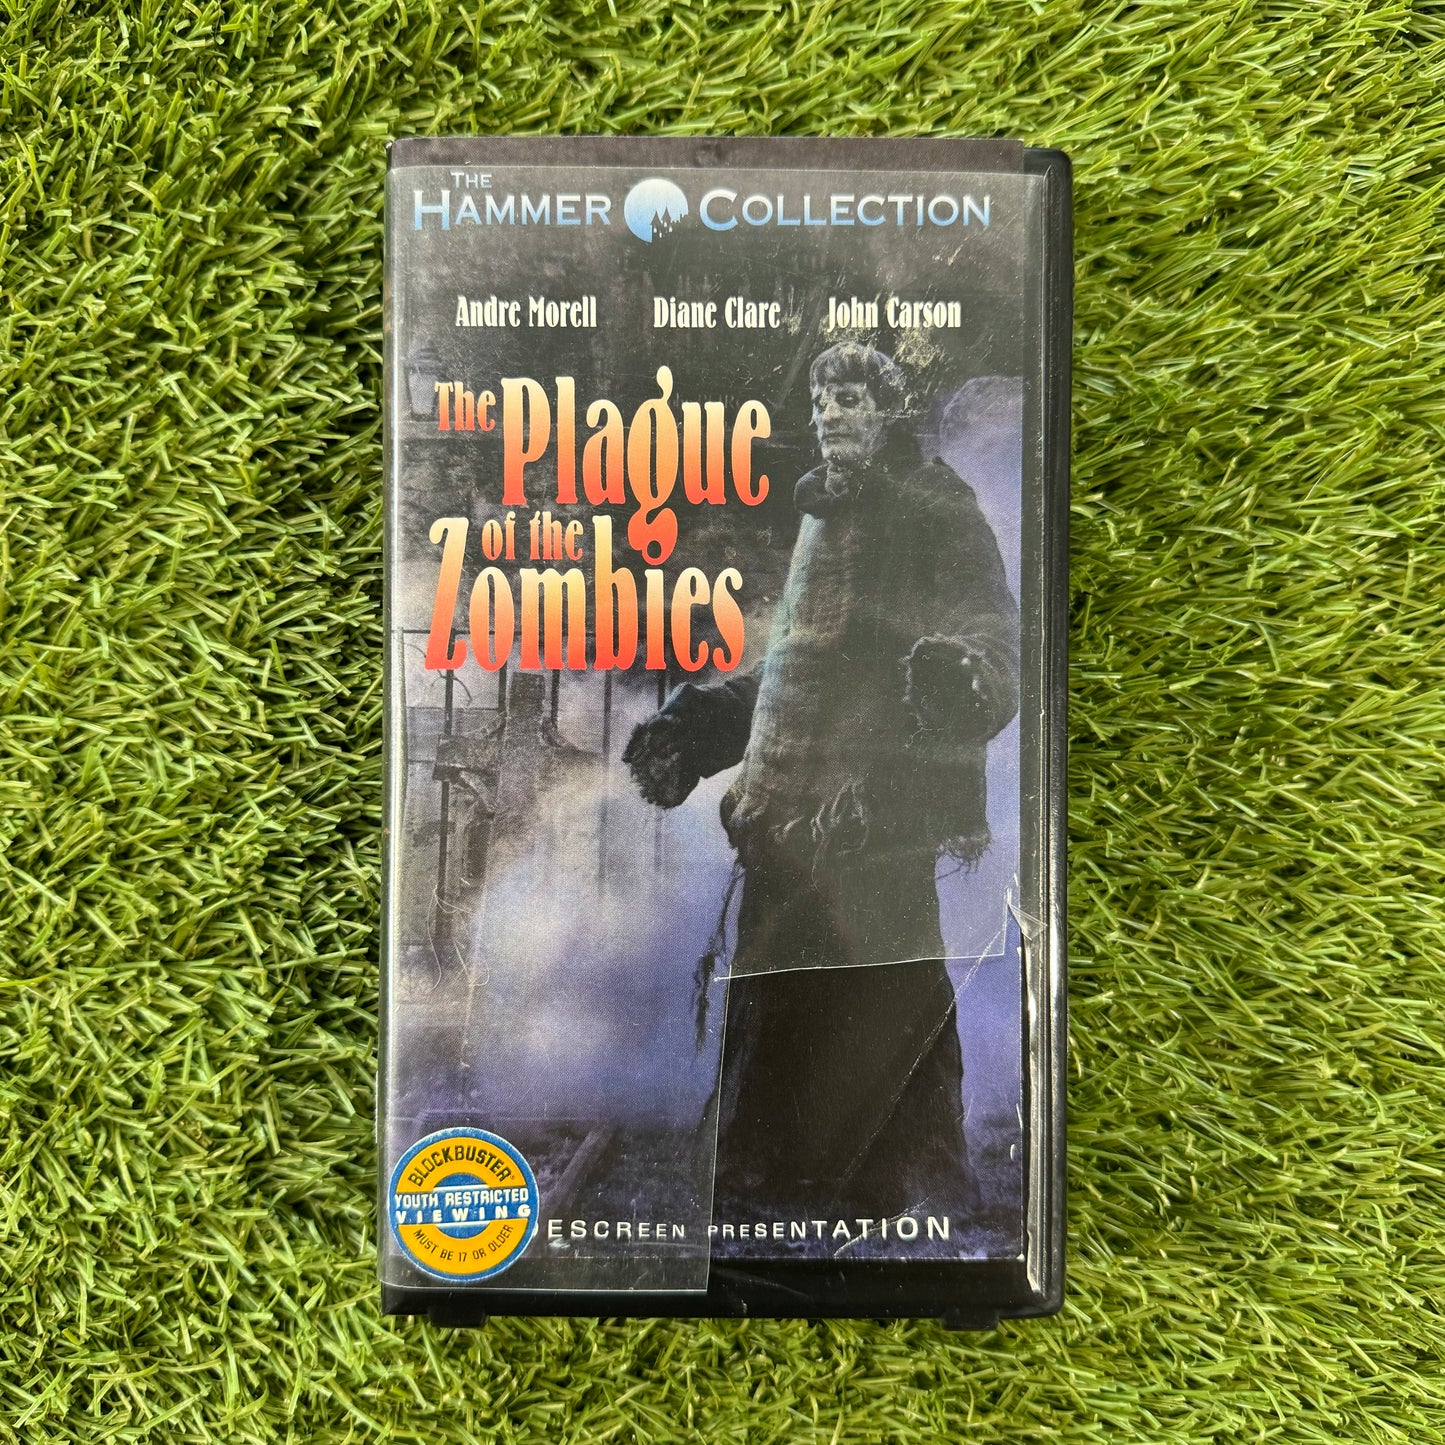 THE
HAMMER COLLECTION
Andre Morell Diane Clare John Carson
The Plague
of the
Zombies
BLOCKBUSTER®
YOUTH RESTRICTED
VIEWING
MUST BE 17 OR OLDER
DESCREEN PRESENTATION